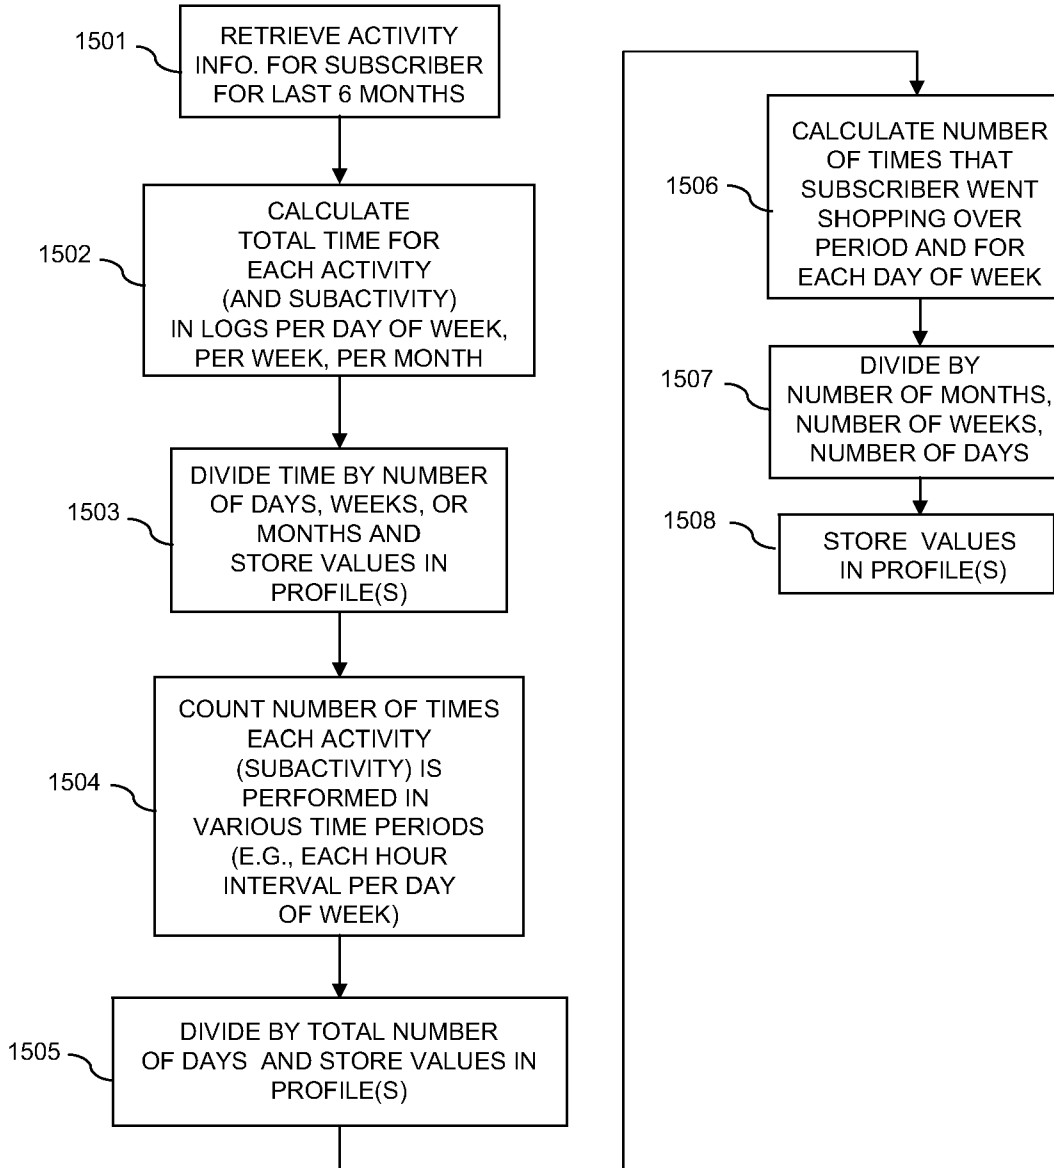 1501
RETRIEVE ACTIVITY
INFO. FOR SUBSCRIBER
FOR LAST 6 MONTHS
1502
CALCULATE
TOTAL TIME FOR
EACH ACTIVITY
(AND SUBACTIVITY)
IN LOGS PER DAY OF WEEK,
PER WEEK, PER MONTH
1503
DIVIDE TIME BY NUMBER
OF DAYS, WEEKS, OR
MONTHS AND
STORE VALUES IN
PROFILE(S)
1504
COUNT NUMBER OF TIMES
EACH ACTIVITY
(SUBACTIVITY) IS
PERFORMED IN
VARIOUS TIME PERIODS
(E.G., EACH HOUR
INTERVAL PER DAY
OF WEEK)
1505
DIVIDE BY TOTAL NUMBER
OF DAYS AND STORE VALUES IN
PROFILE(S)
1506
CALCULATE NUMBER
OF TIMES THAT
SUBSCRIBER WENT
SHOPPING OVER
PERIOD AND FOR
EACH DAY OF WEEK
1507
DIVIDE BY
NUMBER OF MONTHS,
NUMBER OF WEEKS,
NUMBER OF DAYS
1508
STORE VALUES
IN PROFILE(S)